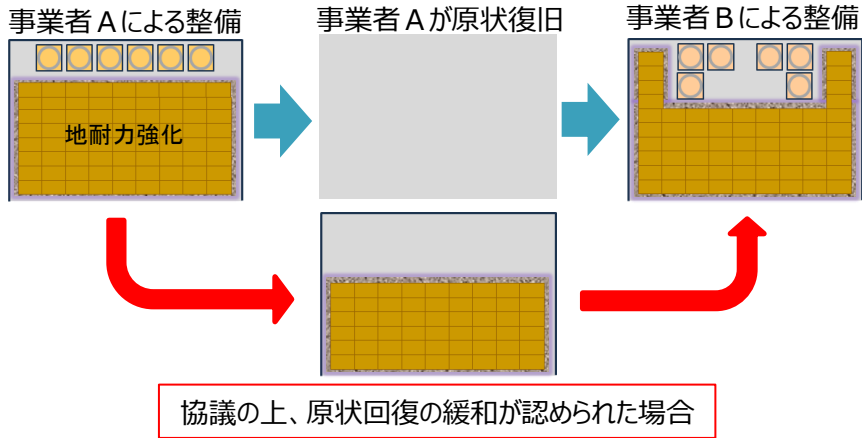 事業者Aによる整備
事業者Aが原状復旧
事業者Bによる整備
地耐力強化
協議の上、原状回復の緩和が認められた場合